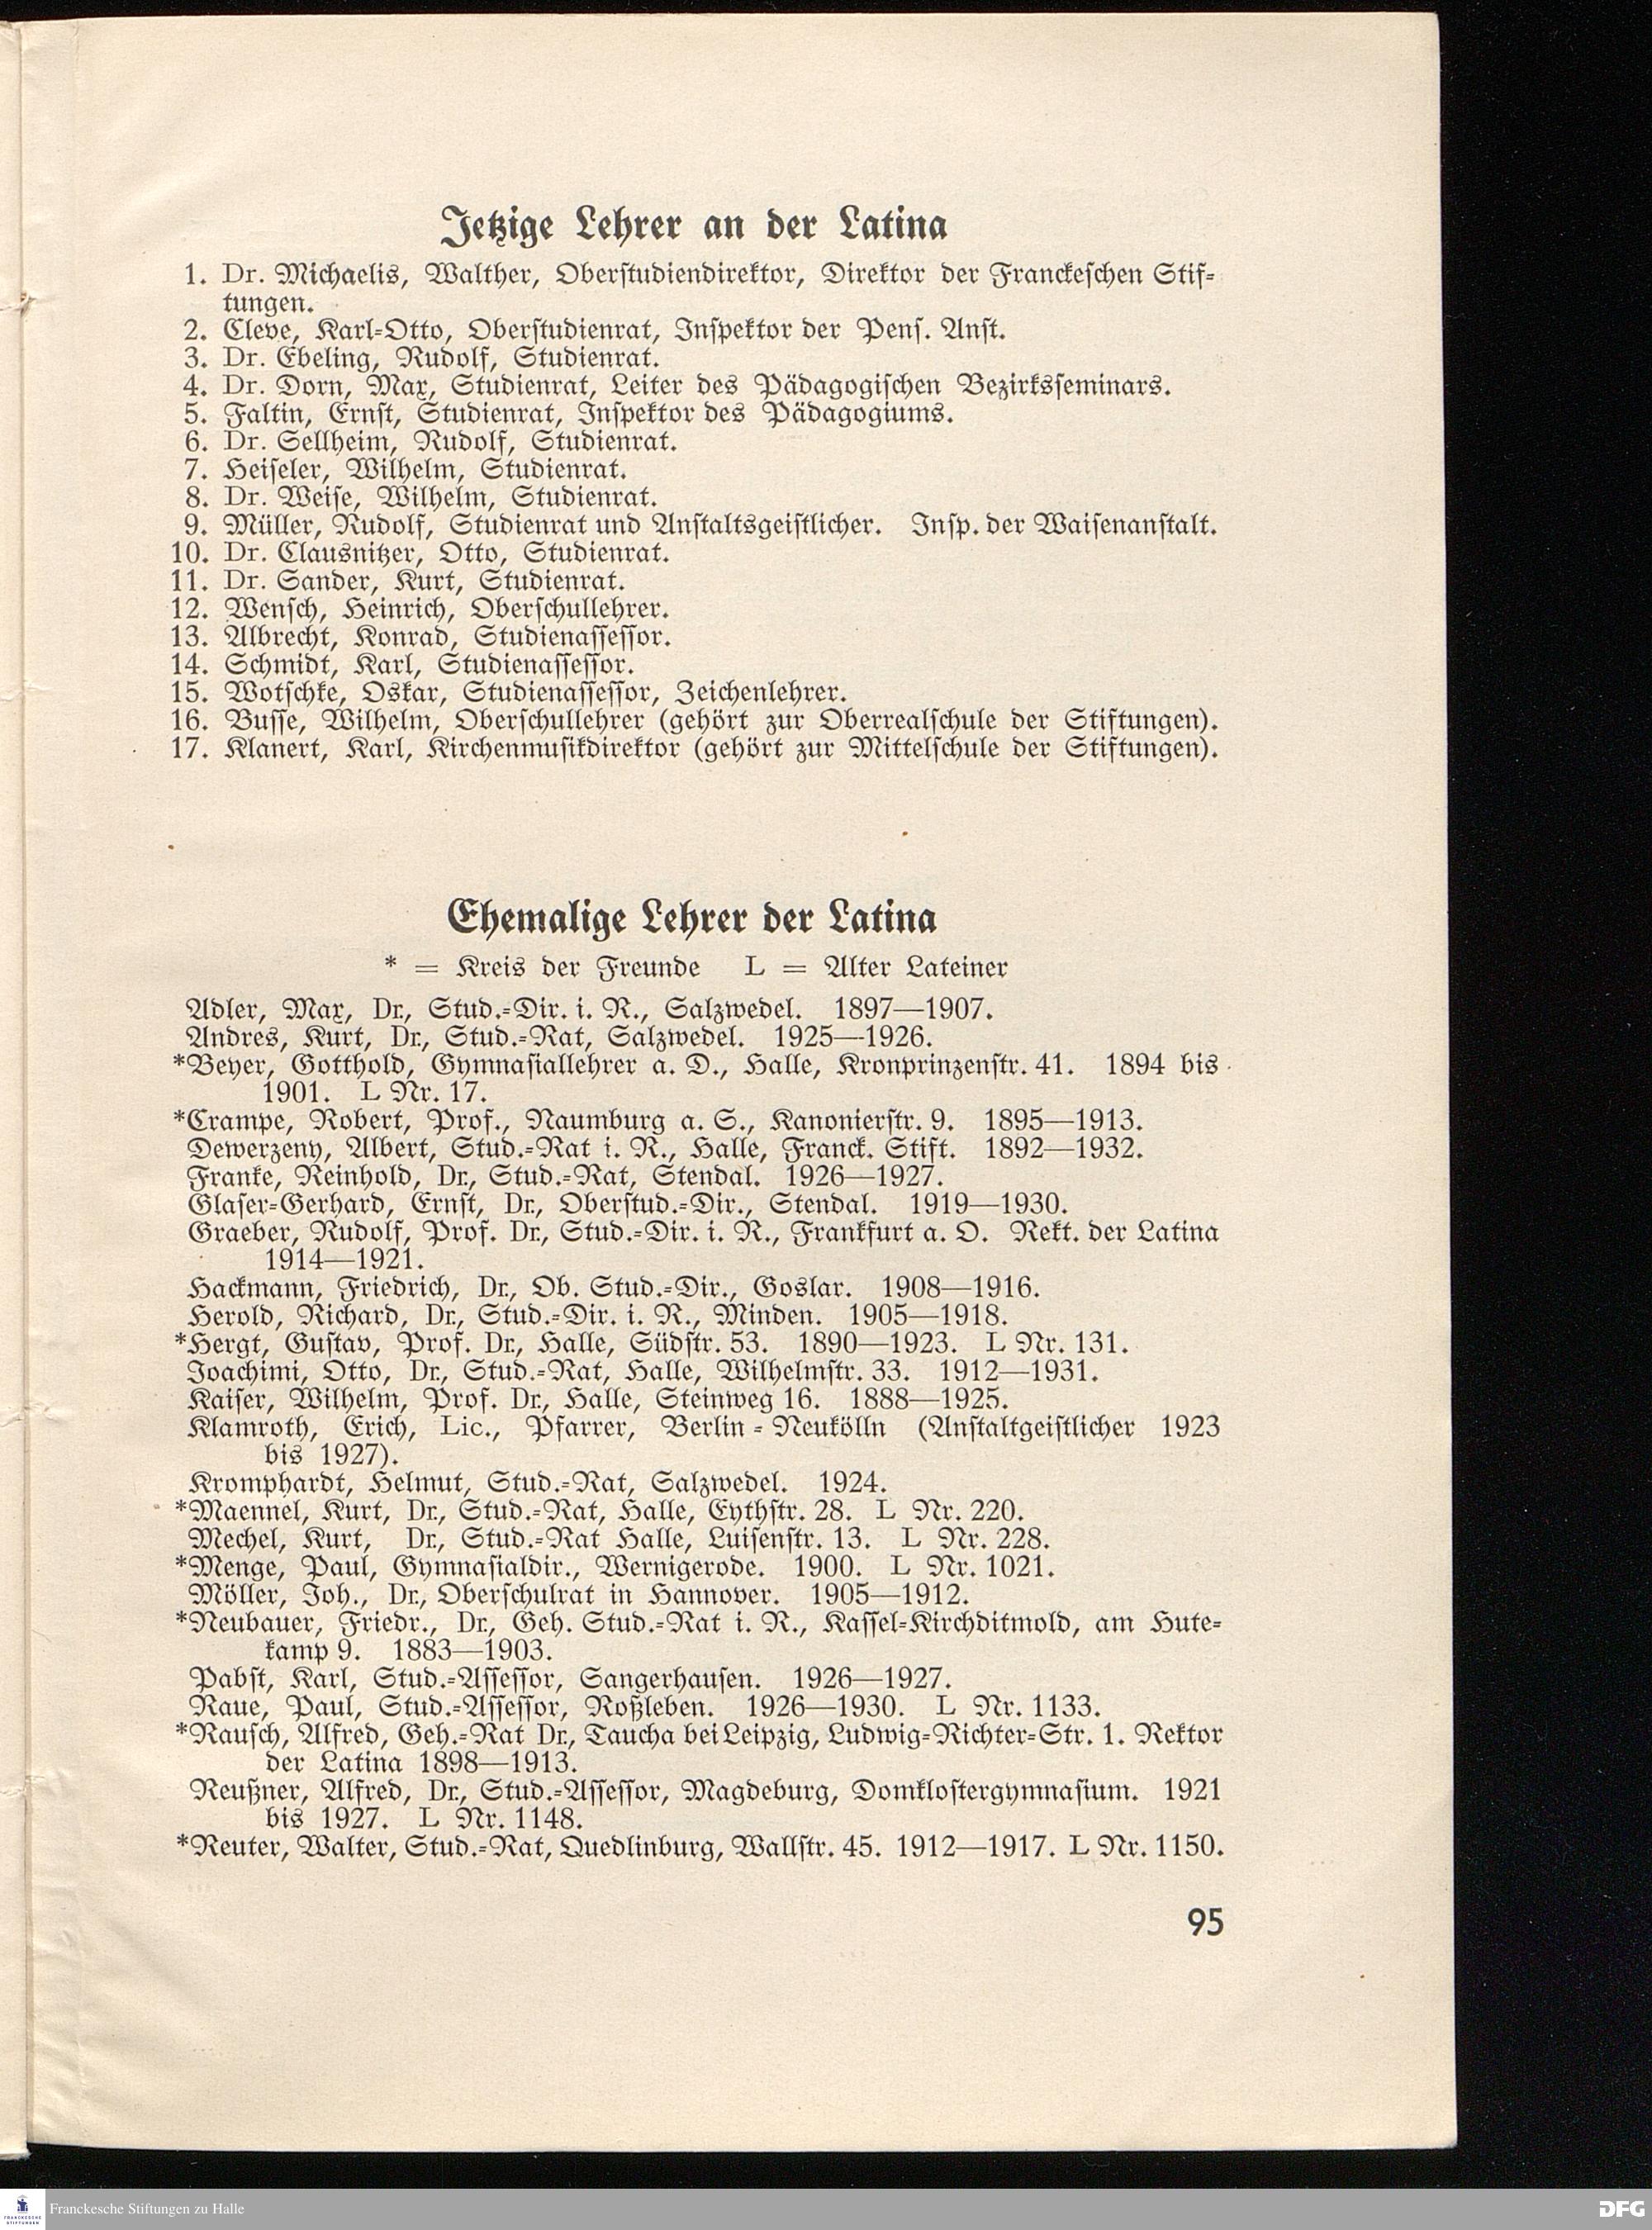 Jetzige Lehrer an der Latina
1. Dr. Michaelis, Walther, Oberstudiendirektor, Direktor der Franckeschen Stif-
tungen.
2. Cleve, Karl-Otto, Oberstudienrat, Inspektor der Pens. Anst.
3. Dr. Ebeling, Rudolf, Studienrat.
4. Dr. Dorn, Max, Studienrat, Leiter des Pädagogischen Bezirksseminars.
5. Faltin, Ernst, Studienrat, Inspektor des Pädagogiums.
6. Dr. Sellheim, Rudolf, Studienrat.
7. Heiseler, Wilhelm, Studienrat.
8. Dr. Weise, Wilhelm, Studienrat.
9. Müller, Rudolf, Studienrat und Anstaltsgeistlicher. Insp. der Waisenanstalt.
10. Dr. Clausnitzer, Otto, Studienrat.
11. Dr. Sander, Kurt, Studienrat.
12. Wensch, Heinrich, Oberschullehrer.
13. Albrecht, Konrad, Studienassessor.
14. Schmidt, Karl, Studienassessor.
15. Wotschke, Oskar, Studienassessor, Zeichenlehrer.
16. Busse, Wilhelm, Oberschullehrer (gehört zur Oberrealschule der Stiftungen).
17. Klanert, Karl, Kirchenmusikdirektor (gehört zur Mittelschule der Stiftungen).
Ehemalige Lehrer der Latina
* = Kreis der Freunde L = Alter Lateiner
Adler, Max, Dr., Stud.-Dir. i. R., Salzwedel. 1897—1907.
Andres, Kurt, Dr., Stud.-Rat, Salzwedel. 1925—1926.
*Beyer, Gotthold, Gymnasiallehrer a. D., Halle, Kronprinzenstr. 41. 1894 bis
1901. L Nr. 17.
*Crampe, Robert, Prof., Naumburg a. S., Kanonierstr. 9. 1895—1913.
Dewerzeny, Albert, Stud.-Rat i. R., Halle, Franck. Stift. 1892—1932.
Franke, Reinhold, Dr., Stud.-Rat, Stendal. 1926—1927.
Glaser-Gerhard, Ernst, Dr., Oberstud.-Dir., Stendal. 1919—1930.
Graeber, Rudolf, Prof. Dr., Stud.-Dir. i. R., Frankfurt a. O. Rekt. der Latina
1914—1921.
Hackmann, Friedrich, Dr., Ob. Stud.-Dir., Goslar. 1908—1916.
Herold, Richard, Dr., Stud.-Dir. i. R., Minden. 1905—1918.
*Hergt, Gustav, Prof. Dr., Halle, Südstr. 53. 1890—1923. L Nr. 131.
Joachimi, Otto, Dr., Stud.-Rat, Halle, Wilhelmstr. 33. 1912—1931.
Kaiser, Wilhelm, Prof. Dr., Halle, Steinweg 16. 1888—1925.
Klamroth, Erich, Lic., Pfarrer, Berlin-Neukölln (Anstaltgeistlicher 1923
bis 1927).
Kromphardt, Helmut, Stud.-Rat, Salzwedel. 1924.
*Maennel, Kurt, Dr., Stud.-Rat, Halle, Eythstr. 28. L Nr. 220.
Mechel, Kurt, Dr., Stud.-Rat Halle, Luisenstr. 13. L Nr. 228.
*Menge, Paul, Gymnasialdir., Wernigerode. 1900. L Nr. 1021.
Möller, Joh., Dr., Oberschulrat in Hannover. 1905—1912.
*Neubauer, Friedr., Dr., Geh. Stud.-Rat i. R., Kassel-Kirchditmold, am Hute-
kamp 9. 1883—1903.
Pabst, Karl, Stud.-Assessor, Sangerhausen. 1926—1927.
Raue, Paul, Stud.-Assessor, Roßleben. 1926—1930. L Nr. 1133.
*Rausch, Alfred, Geh.-Rat Dr., Taucha bei Leipzig, Ludwig-Richter-Str. 1. Rektor
der Latina 1898—1913.
Reußner, Alfred, Dr., Stud.-Assessor, Magdeburg, Domklostergymnasium. 1921
bis 1927. L Nr. 1148.
*Reuter, Walter, Stud.-Rat, Quedlinburg, Wallstr. 45. 1912—1917. L Nr. 1150.
95
FRANCKESCHE
STIFTUNGEN
Franckesche Stiftungen zu Halle
DFG